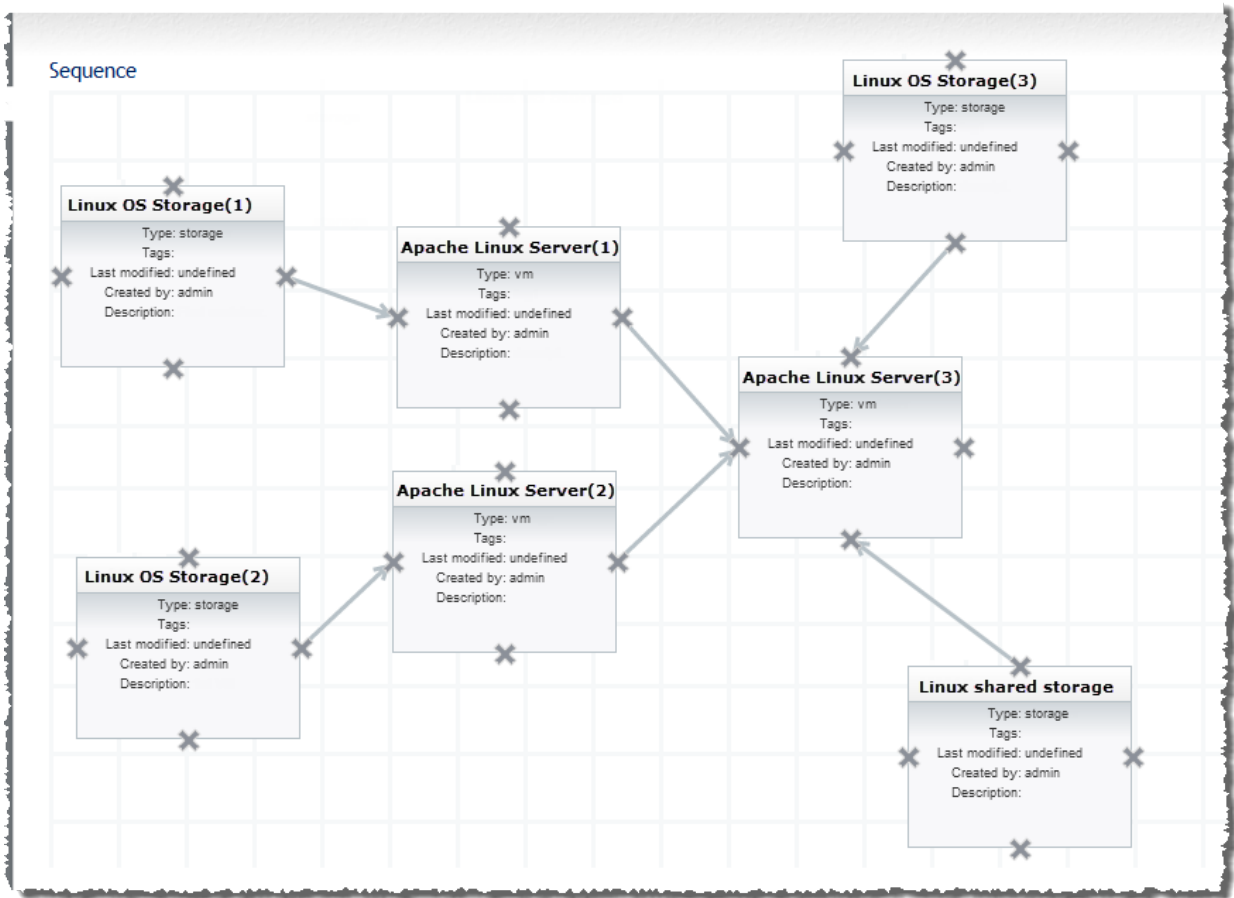 Sequence
Linux OS Storage(3)
Type: storage
Tags:
Last modified: undefined
Created by: admin
Description:
Linux OS Storage(1)
Type: storage
Tags:
Last modified: undefined
Created by: admin
Description:
Apache Linux Server(1)
Type: vm
Tags:
Last modified: undefined
Created by: admin
Description:
Apache Linux Server(3)
Type: vm
Tags:
Last modified: undefined
Created by: admin
Description:
Apache Linux Server(2)
Type: vm
Tags:
Last modified: undefined
Created by: admin
Description:
Linux OS Storage(2)
Type: storage
Tags:
Last modified: undefined
Created by: admin
Description:
Linux shared storage
Type: storage
Tags:
Last modified: undefined
Created by: admin
Description: